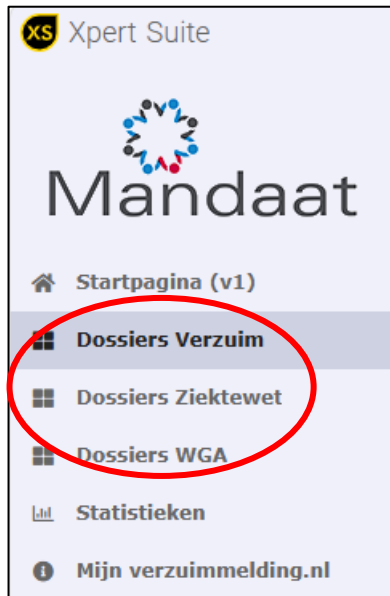 XS Xpert Suite
Mandaat
Startpagina (v1)
Dossiers Verzuim
Dossiers Ziektewet
Dossiers WGA
Statistieken
Mijn verzuimmelding.nl